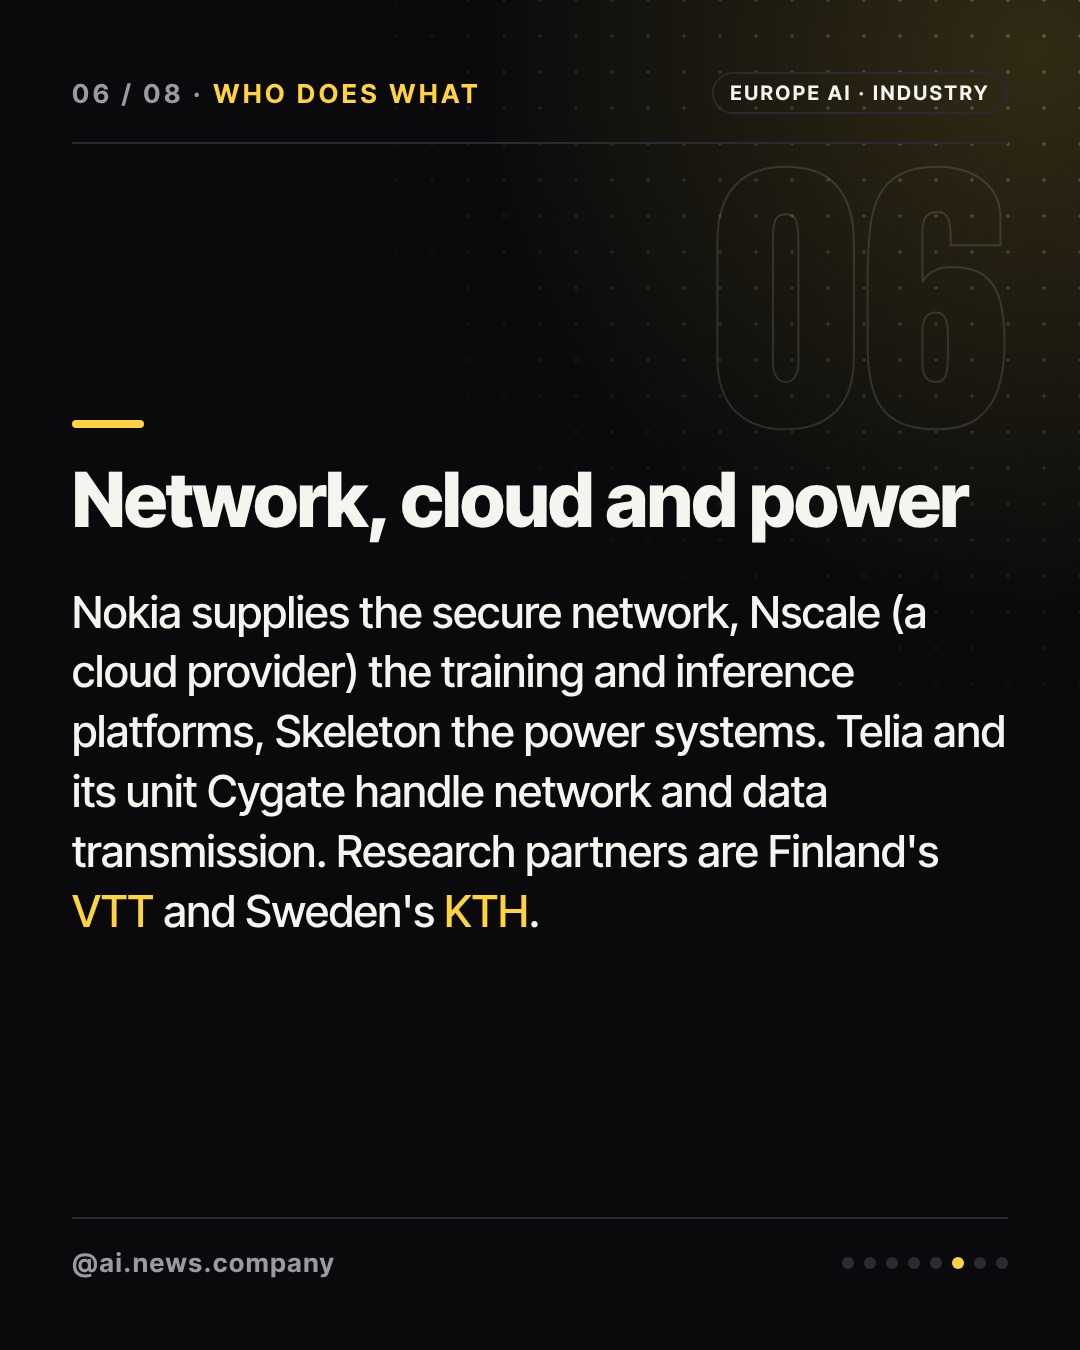 06 / 08 · WHO DOES WHAT
EUROPE AI · INDUSTRY
06
Network, cloud and power
Nokia supplies the secure network, Nscale (a
cloud provider) the training and inference
platforms, Skeleton the power systems. Telia and
its unit Cygate handle network and data
transmission. Research partners are Finland's
VTT and Sweden's KTH.
@ai.news.company